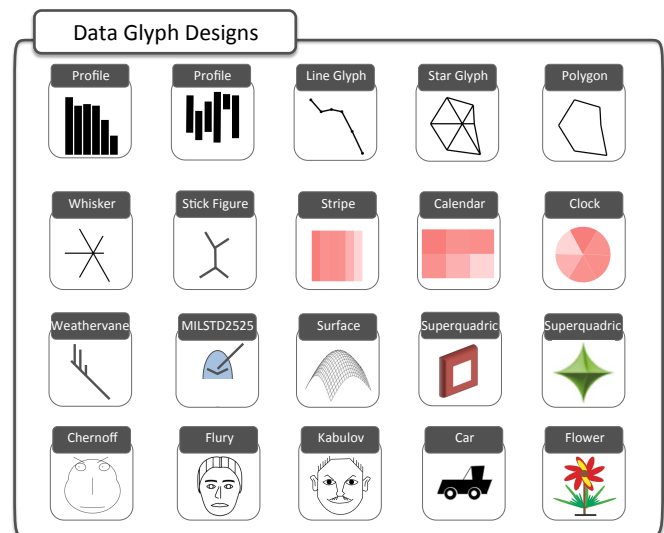 Data Glyph Designs
Profile
Profile
Line Glyph
Star Glyph
Polygon
Whisker
Stick Figure
Stripe
Calendar
Clock
Weathervane
MILSTD2525
Surface
Superquadric
Superquadric
Chernoff
Flury
Kabulov
Car
Flower